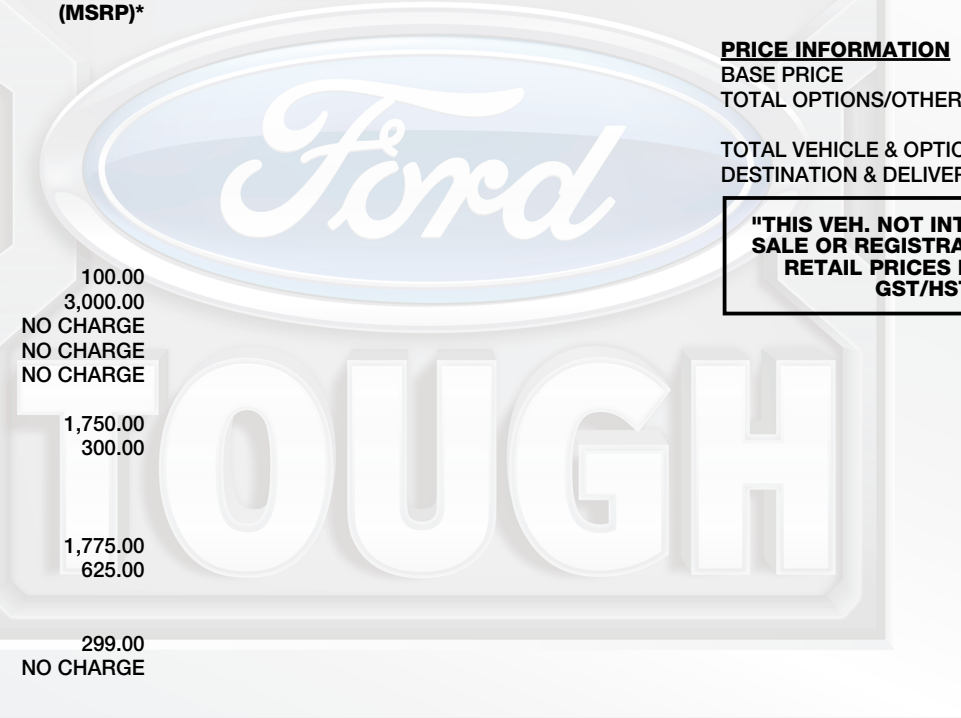 (MSRP)*
100.00
3,000.00
NO CHARGE
NO CHARGE
NO CHARGE
1,750.00
300.00
1,775.00
625.00
299.00
NO CHARGE
PRICE INFORMATION
BASE PRICE
TOTAL OPTIONS/OTHER
TOTAL VEHICLE & OPTIO
DESTINATION & DELIVER
"THIS VEH. NOT INT
SALE OR REGISTRA
RETAIL PRICES
GST/HST
Ford
TOUGH